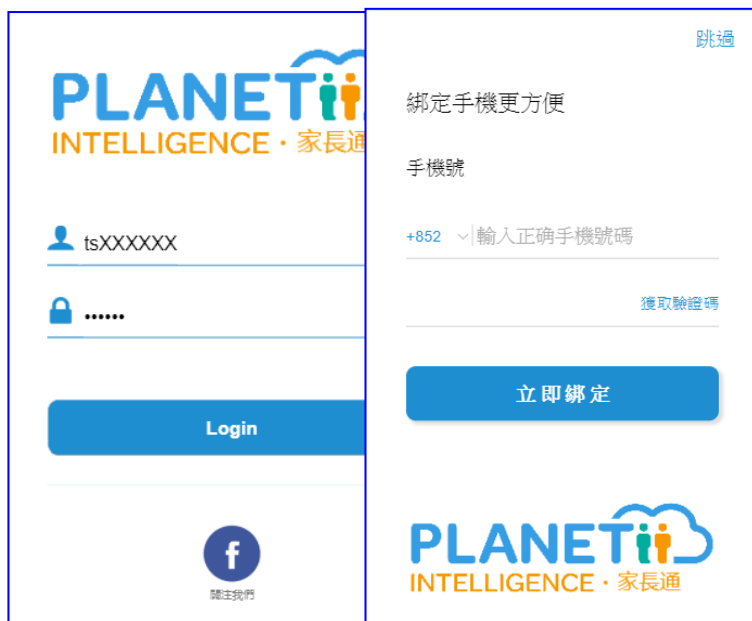 PLANETii
INTELLIGENCE · 家長通
tsXXXXXX
••••••
Login
f
關注我們
跳過
綁定手機更方便
手機號
+852 輸入正确手機號碼
獲取驗證碼
立即綁定
PLANETii
INTELLIGENCE · 家長通